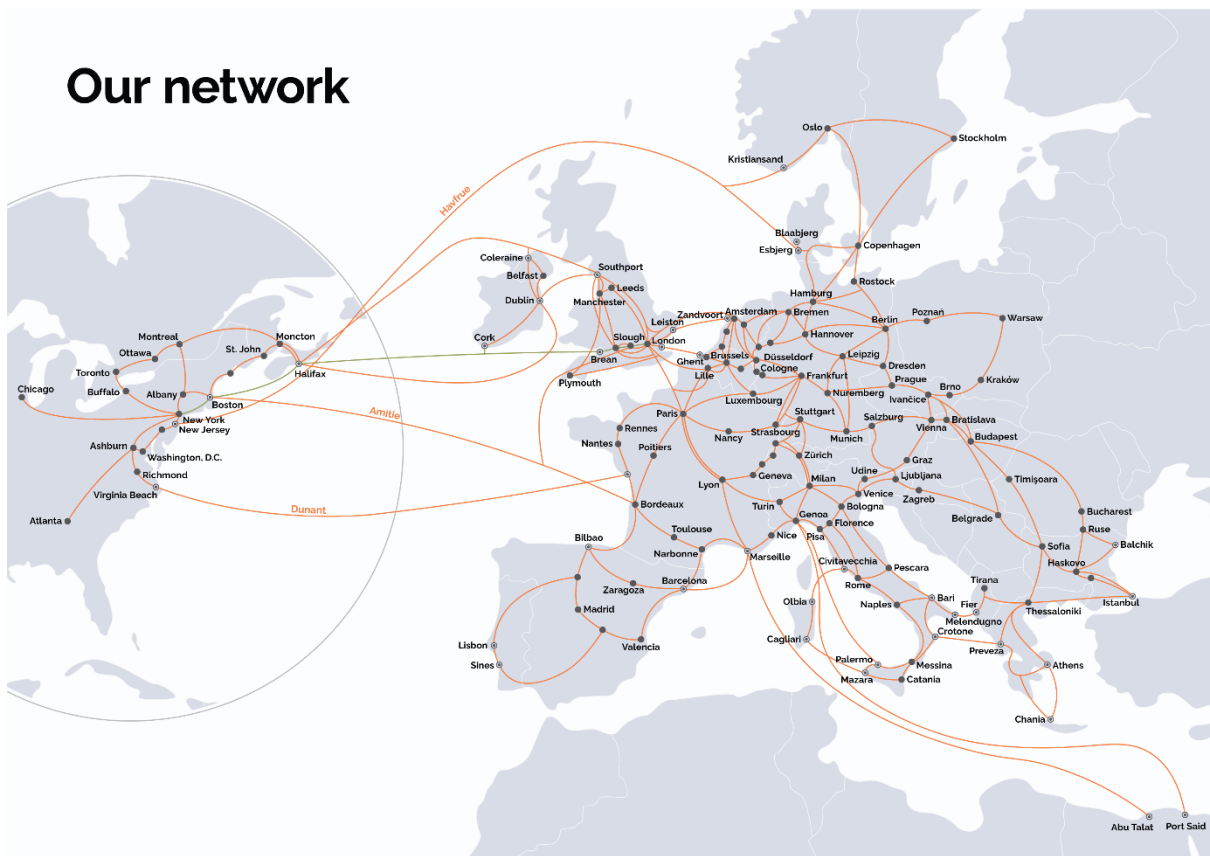 Our network
Havfrue
Amitie
Dunant
Montreal
Ottawa
Toronto
Buffalo
Chicago
Albany
St. John
Moncton
Halifax
Boston
New York
New Jersey
Ashburn
Washington, D.C.
Richmond
Virginia Beach
Atlanta
Oslo
Stockholm
Kristiansand
Blaabjerg
Esbjerg
Copenhagen
Rostock
Hamburg
Coleraine
Belfast
Dublin
Cork
Southport
Leeds
Manchester
Leiston
Slough
London
Brean
Plymouth
Zandvoort
Amsterdam
Bremen
Hannover
Berlin
Poznań
Warsaw
Ghent
Brussels
Lille
Düsseldorf
Cologne
Leipzig
Dresden
Frankfurt
Prague
Brno
Kraków
Luxembourg
Nuremberg
Ivančice
Paris
Rennes
Nantes
Poitiers
Nancy
Stuttgart
Strasbourg
Munich
Salzburg
Vienna
Bratislava
Budapest
Zürich
Geneva
Lyon
Milan
Udine
Graz
Ljubljana
Zagreb
Timișoara
Turin
Venice
Bologna
Genoa
Florence
Pisa
Nice
Belgrade
Bucharest
Ruse
Balchik
Bordeaux
Toulouse
Narbonne
Marseille
Bilbao
Zaragoza
Barcelona
Madrid
Valencia
Lisbon
Sines
Civitavecchia
Rome
Pescara
Sofia
Haskovo
Istanbul
Olbia
Cagliari
Naples
Bari
Tirana
Fier
Melendugno
Crotone
Thessaloniki
Preveza
Palermo
Mazara
Messina
Catania
Athens
Chania
Abu Talat
Port Said